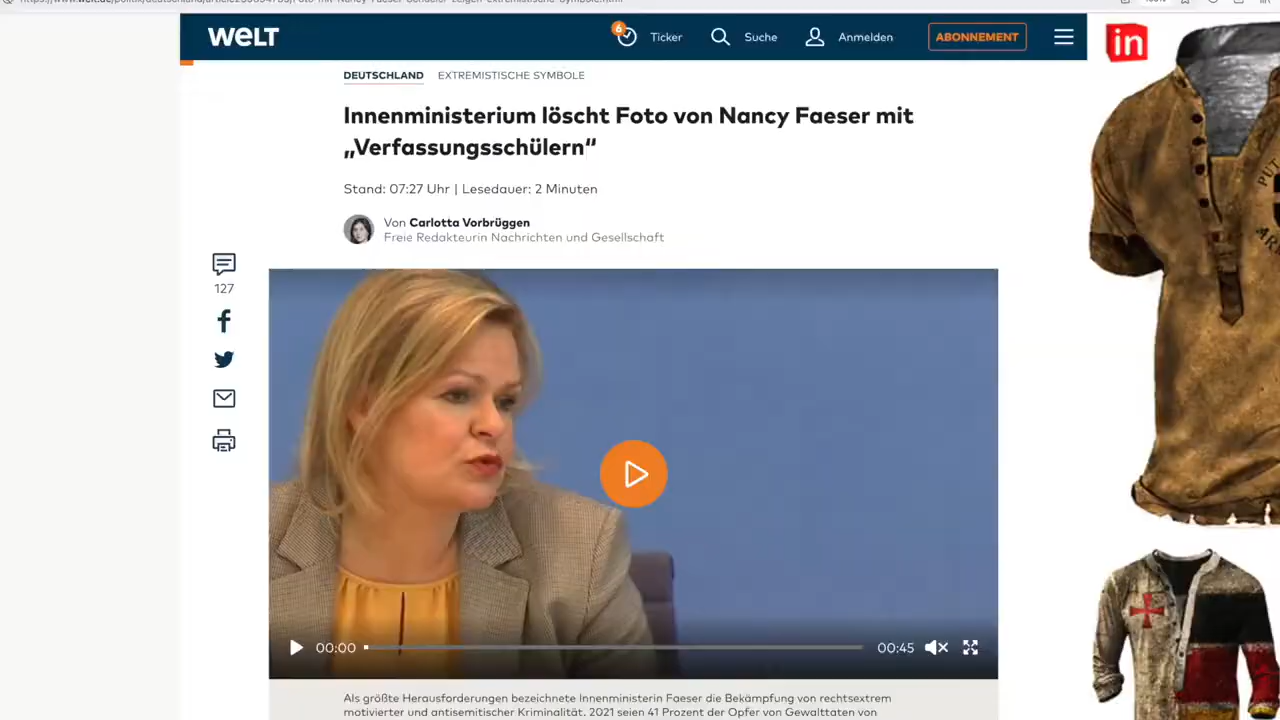 WELT
6
Ticker
Suche
Anmelden
ABONNEMENT
in
DEUTSCHLAND EXTREMISTISCHE SYMBOLE
Innenministerium löscht Foto von Nancy Faeser mit
„Verfassungsschülern“
Stand: 07:27 Uhr | Lesedauer: 2 Minuten
Von Carlotta Vorbrüggen
Freie Redakteurin Nachrichten und Gesellschaft
127
00:00
00:45
Als größte Herausforderungen bezeichnete Innenministerin Faeser die Bekämpfung von rechtsextrem
motivierter und antisemitischer Kriminalität. 2021 seien 41 Prozent der Opfer von Gewalttaten von